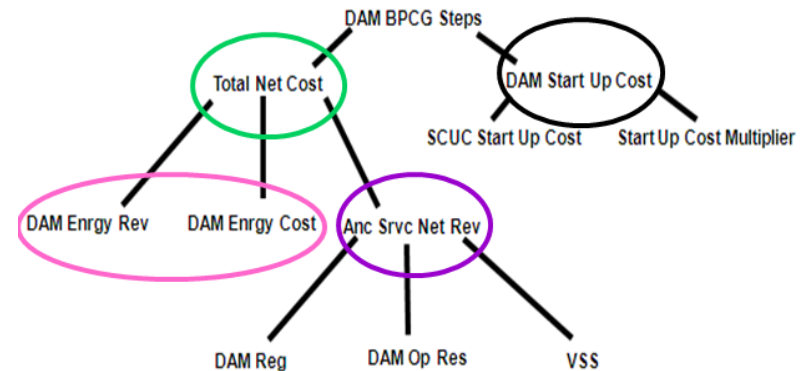 DAM BPCG Steps
Total Net Cost
DAM Start Up Cost
SCUC Start Up Cost
Start Up Cost Multiplier
DAM Enrgy Rev
DAM Enrgy Cost
Anc Srvc Net Rev
DAM Reg
DAM Op Res
VSS